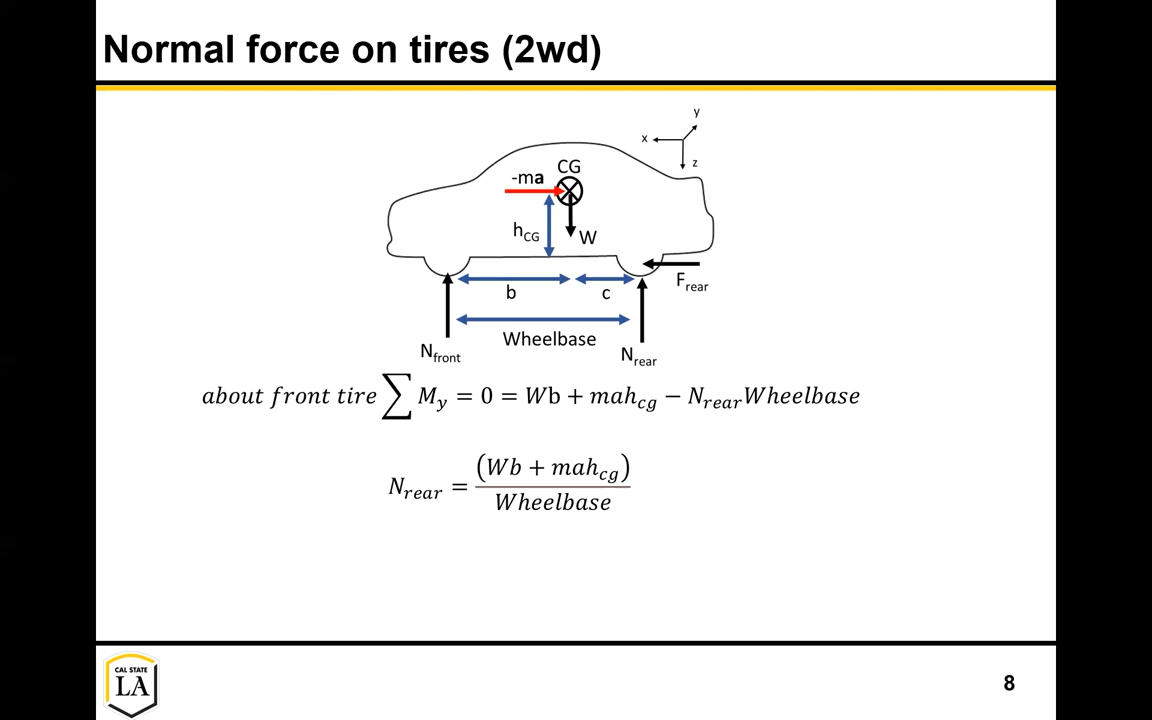 Normal force on tires (2wd)
y
x
z
CG
-ma
h_CG
W
F_rear
b
c
Wheelbase
N_front
N_rear
about front tire ∑ M_y = 0 = Wb + mah_cg − N_rear Wheelbase
N_rear = (Wb + mah_cg) / Wheelbase
CAL STATE
LA
8